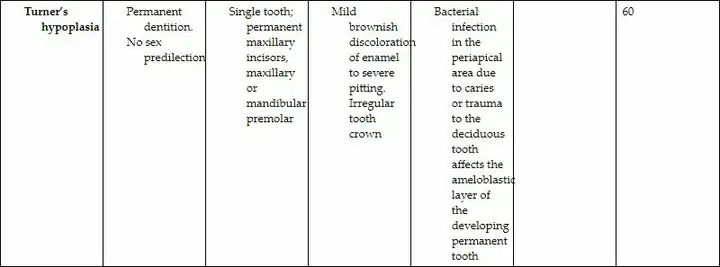 Turner's
hypoplasia
Permanent
dentition.
No sex
predilection
Single tooth;
permanent
maxillary
incisors,
maxillary
or
mandibular
premolar
Mild
brownish
discoloration
of enamel
to severe
pitting.
Irregular
tooth
crown
Bacterial
infection
in the
periapical
area due
to caries
or trauma
to the
deciduous
tooth
affects the
ameloblastic
layer of
the
developing
permanent
tooth
60